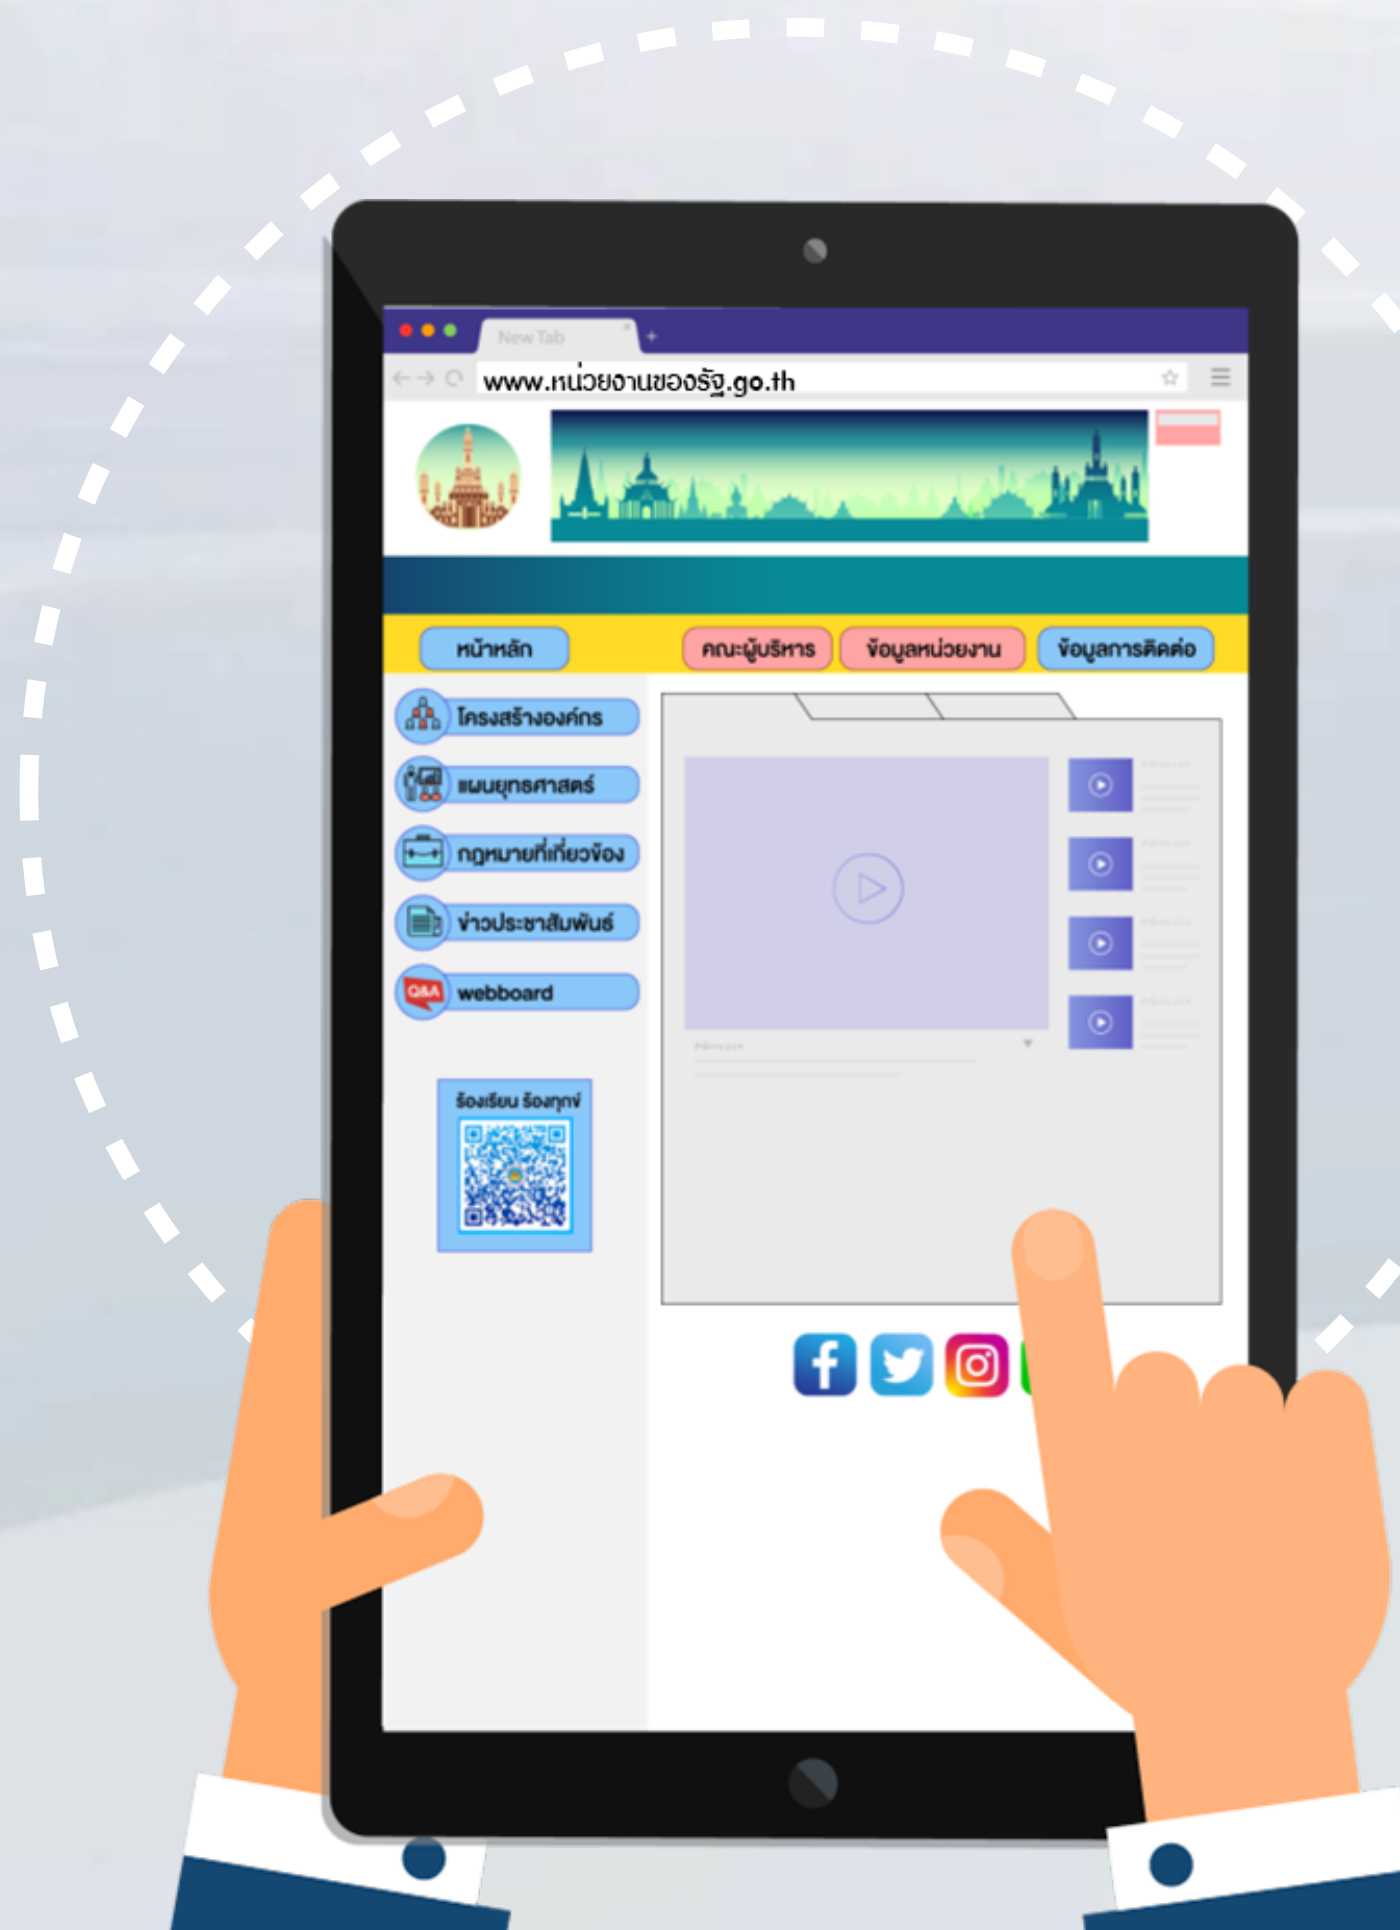 New Tab
www.หน่วยงานของรัฐ.go.th
หน้าหลัก
คณะผู้บริหาร
ข้อมูลหน่วยงาน
ข้อมูลการติดต่อ
โครงสร้างองค์กร
แผนยุทธศาสตร์
กฎหมายที่เกี่ยวข้อง
ข่าวประชาสัมพันธ์
Q&A
webboard
ร้องเรียน ร้องทุกข์